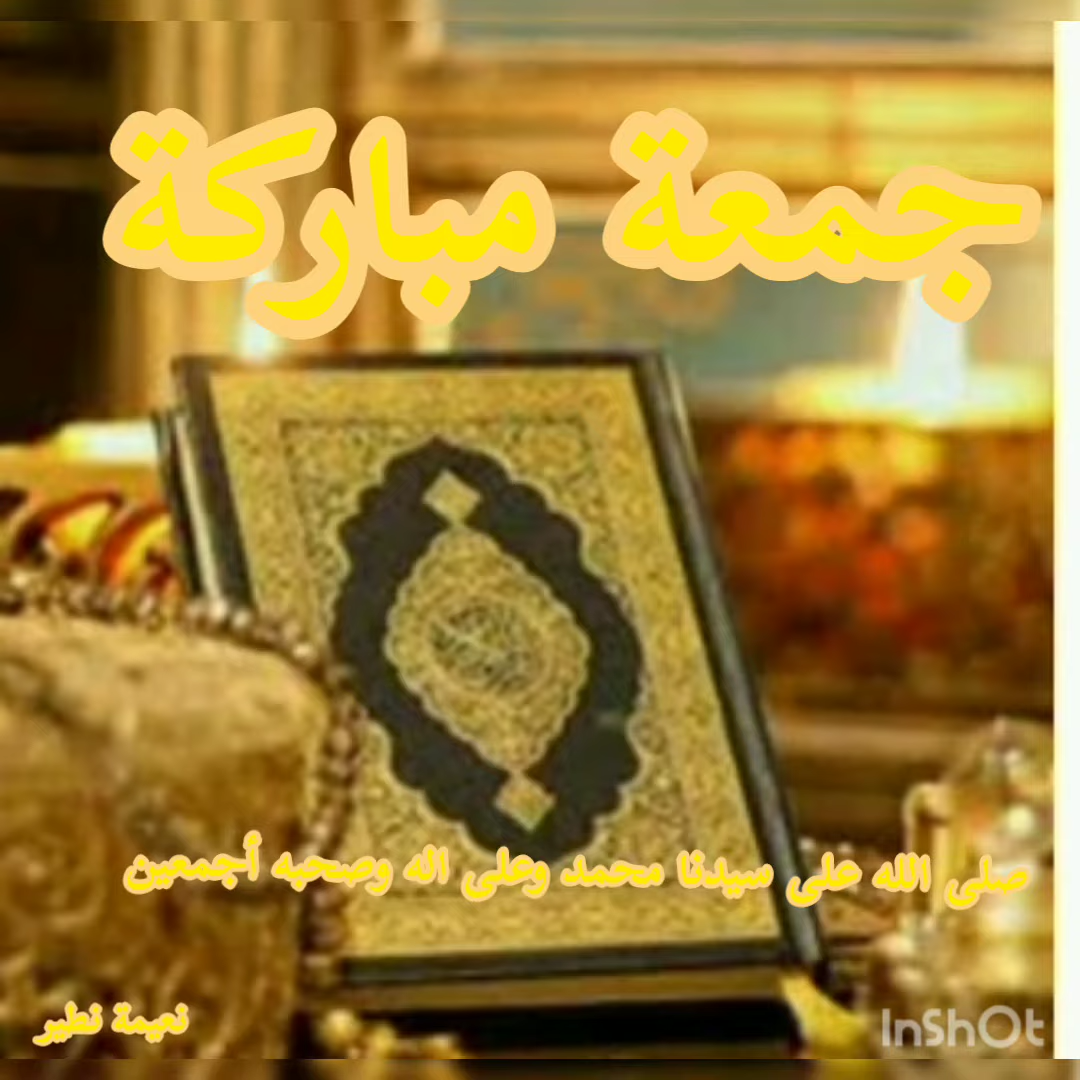 جمعة مباركة
صلى الله على سيدنا محمد وعلى اله وصحبه أجمعين
نعيمة نطير
InShOt